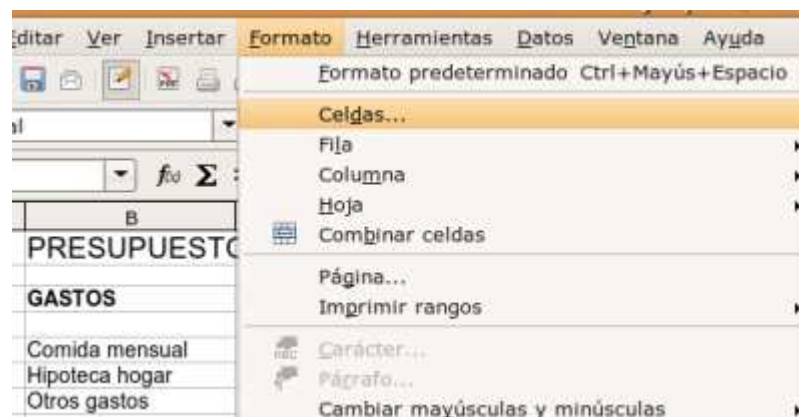 Editar Ver Insertar Formato Herramientas Datos Ventana Ayuda
Formato predeterminado Ctrl+Mayús+Espacio
Celdas...
Fila
Columna
Hoja
Combinar celdas
Página...
Imprimir rangos
Carácter...
Párrafo...
Cambiar mayúsculas y minúsculas
B
PRESUPUESTO
GASTOS
Comida mensual
Hipoteca hogar
Otros gastos